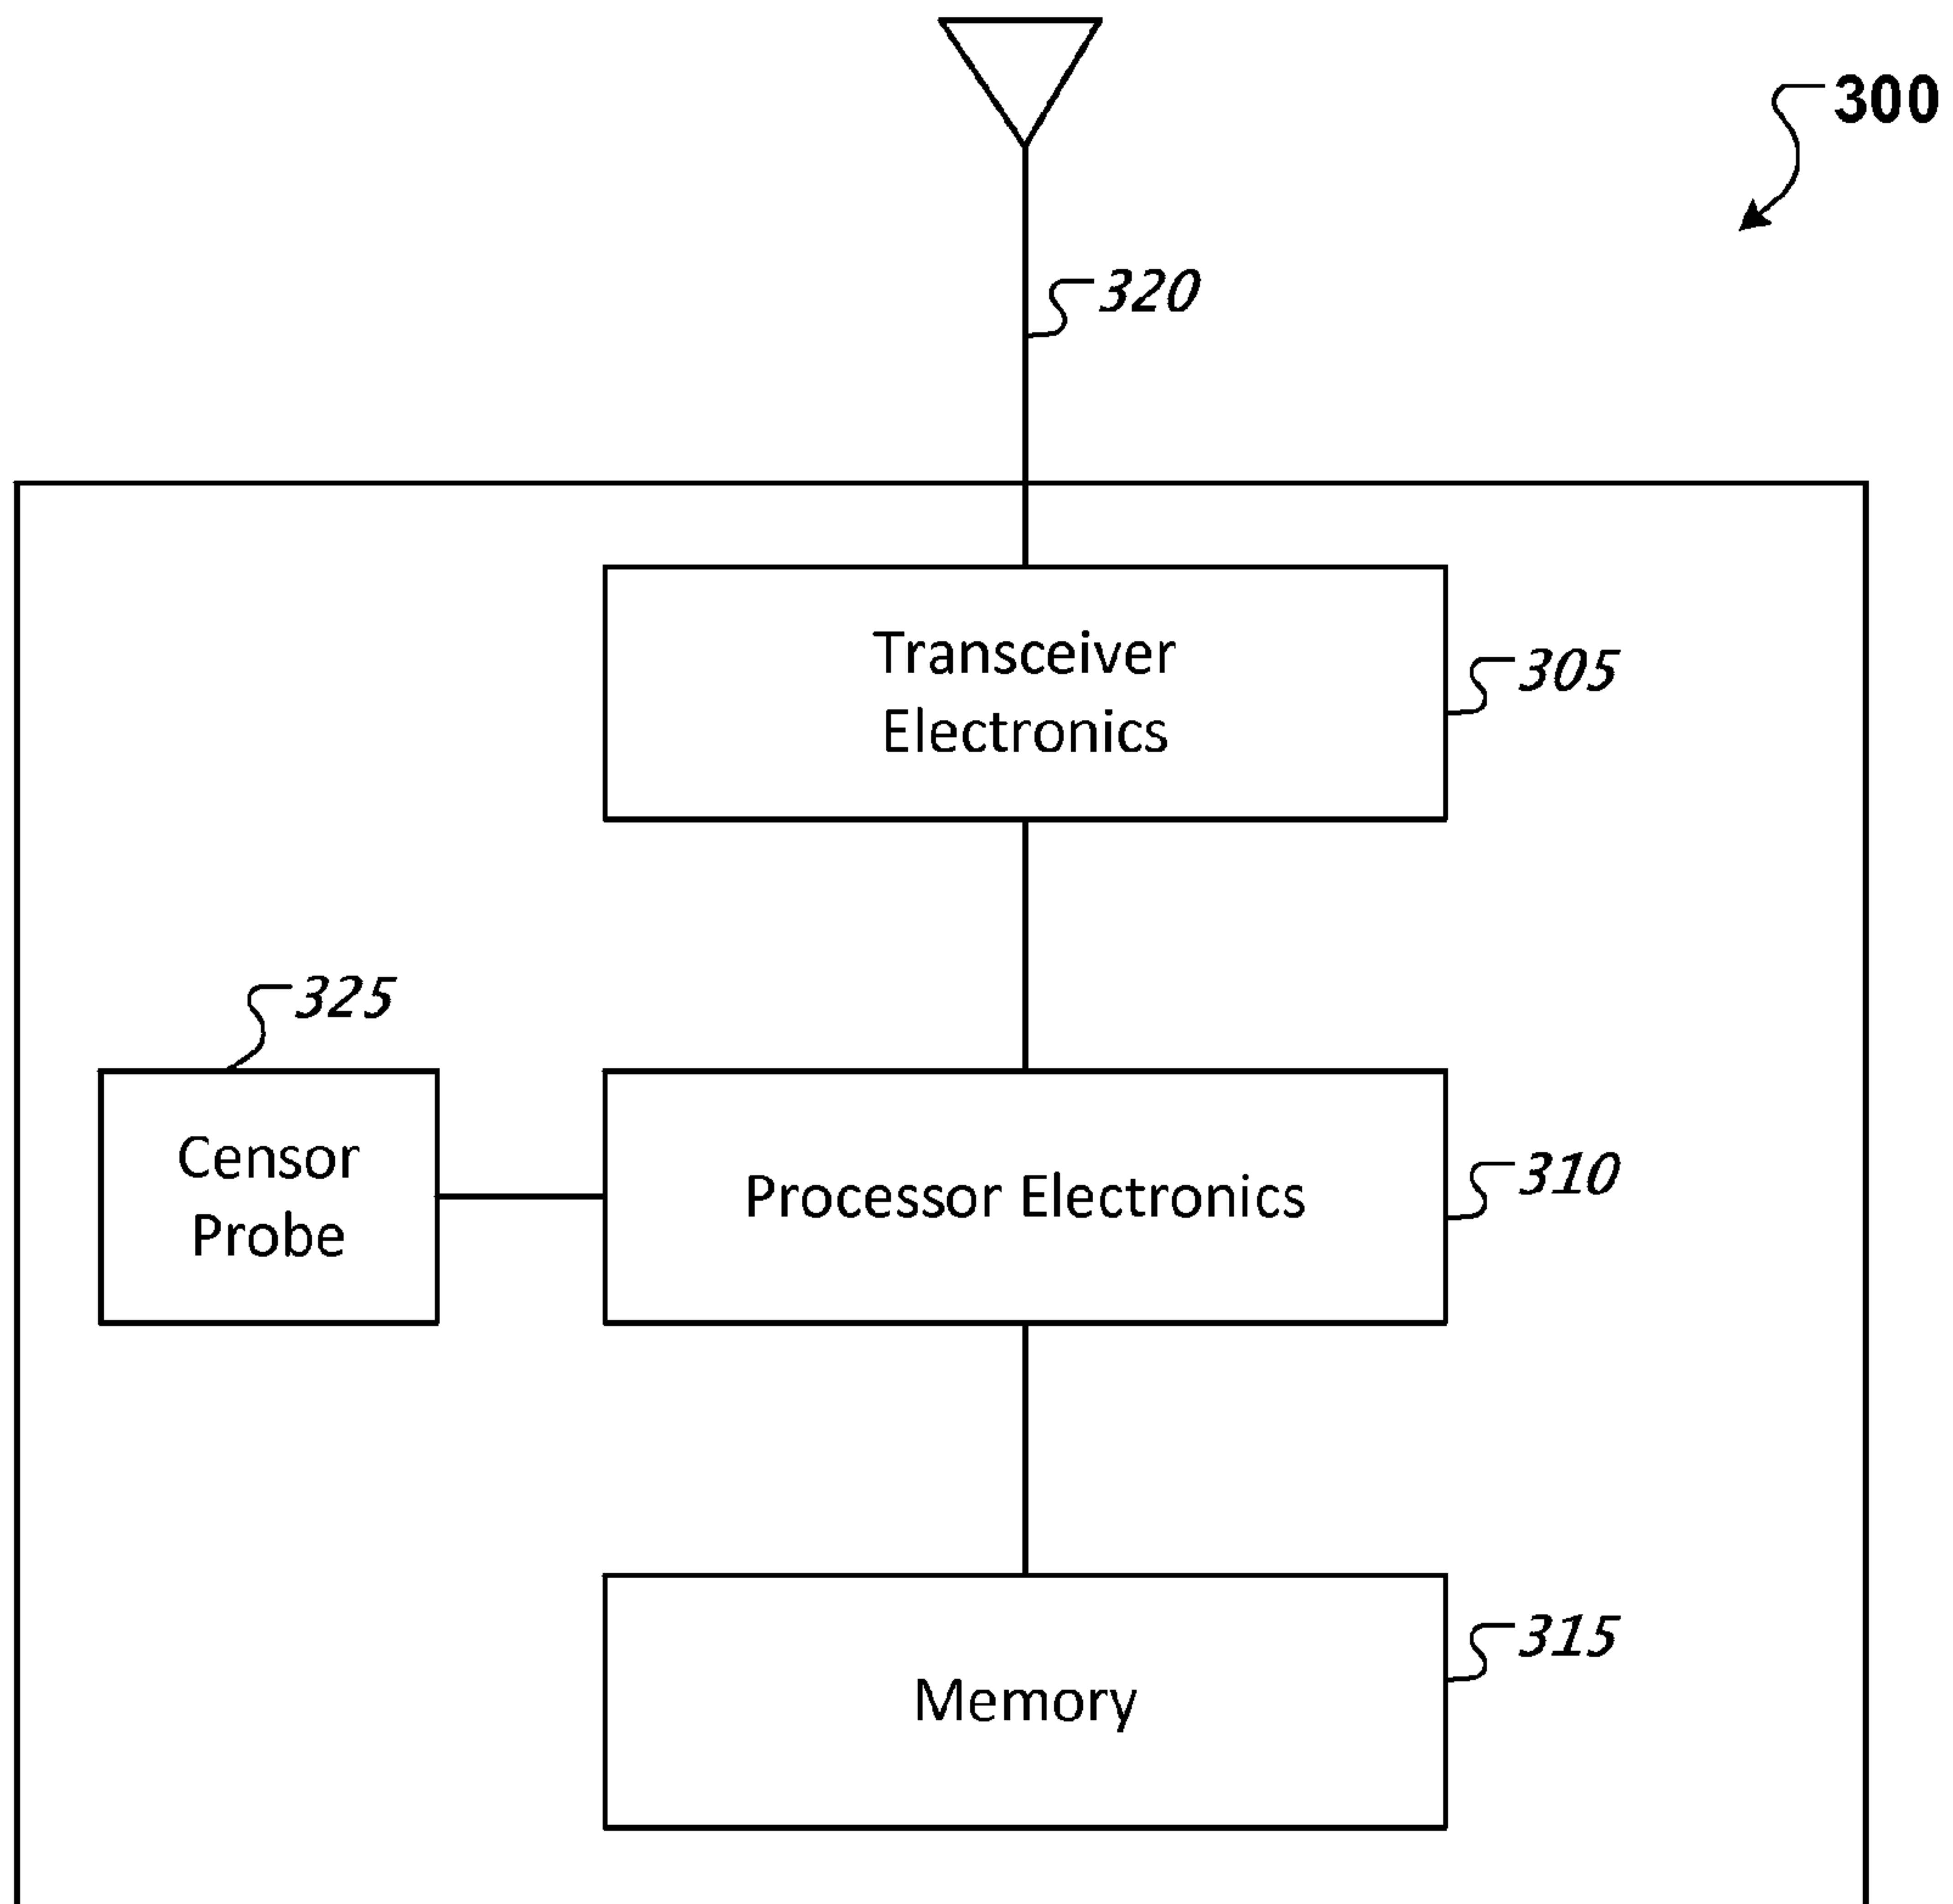 300
320
Transceiver
Electronics
305
325
Censor
Probe
Processor Electronics
310
Memory
315